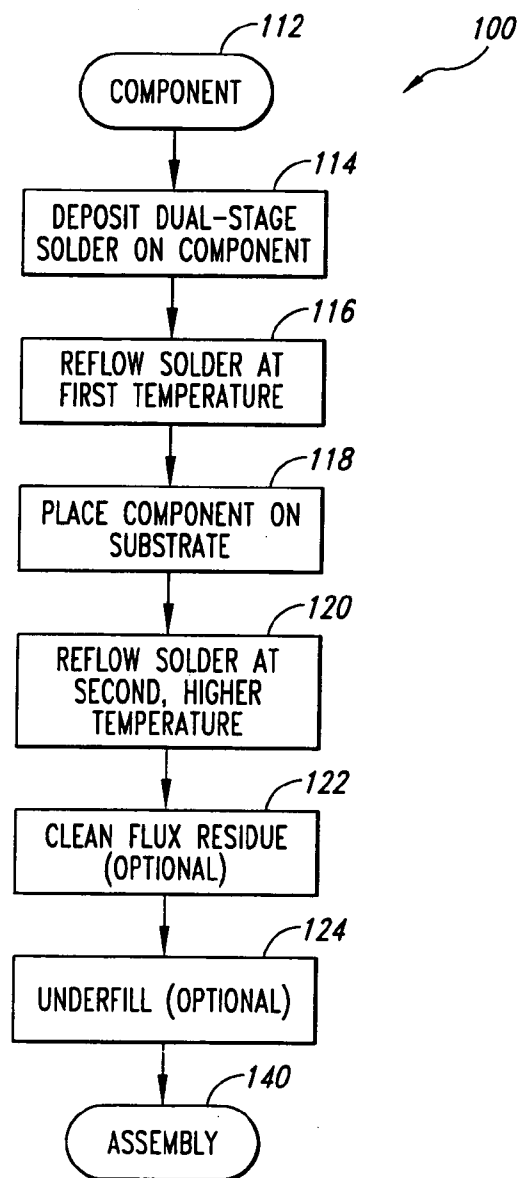 112
100
COMPONENT
114
DEPOSIT DUAL-STAGE
SOLDER ON COMPONENT
116
REFLOW SOLDER AT
FIRST TEMPERATURE
118
PLACE COMPONENT ON
SUBSTRATE
120
REFLOW SOLDER AT
SECOND, HIGHER
TEMPERATURE
122
CLEAN FLUX RESIDUE
(OPTIONAL)
124
UNDERFILL (OPTIONAL)
140
ASSEMBLY